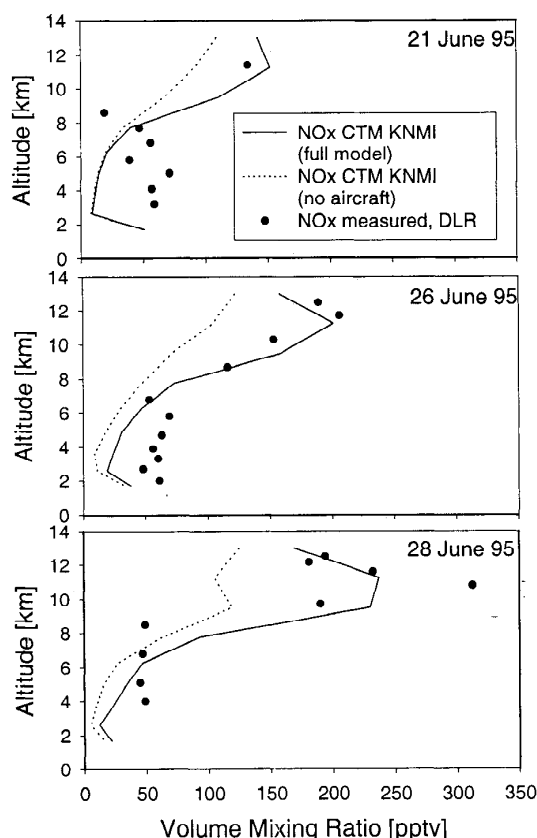 14
12
10
8
6
4
2
0
Altitude [km]
21 June 95
NOx CTM KNMI
(full model)
NOx CTM KNMI
(no aircraft)
NOx measured, DLR
14
12
10
8
6
4
2
0
Altitude [km]
26 June 95
14
12
10
8
6
4
2
0
Altitude [km]
28 June 95
0 50 100 150 200 250 300 350
Volume Mixing Ratio [pptv]